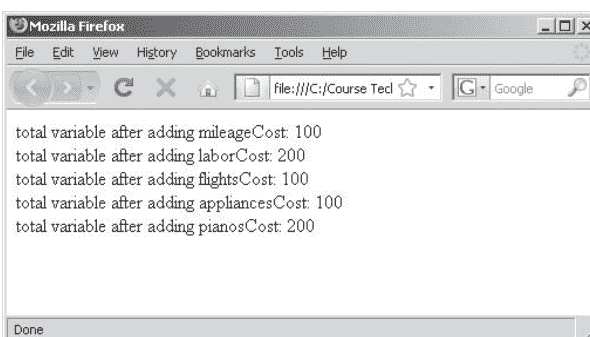 Mozilla Firefox
File Edit View History Bookmarks Tools Help
file:///C:/Course Tecl G Google
total variable after adding mileageCost: 100
total variable after adding laborCost: 200
total variable after adding flightsCost: 100
total variable after adding appliancesCost: 100
total variable after adding pianosCost: 200
Done